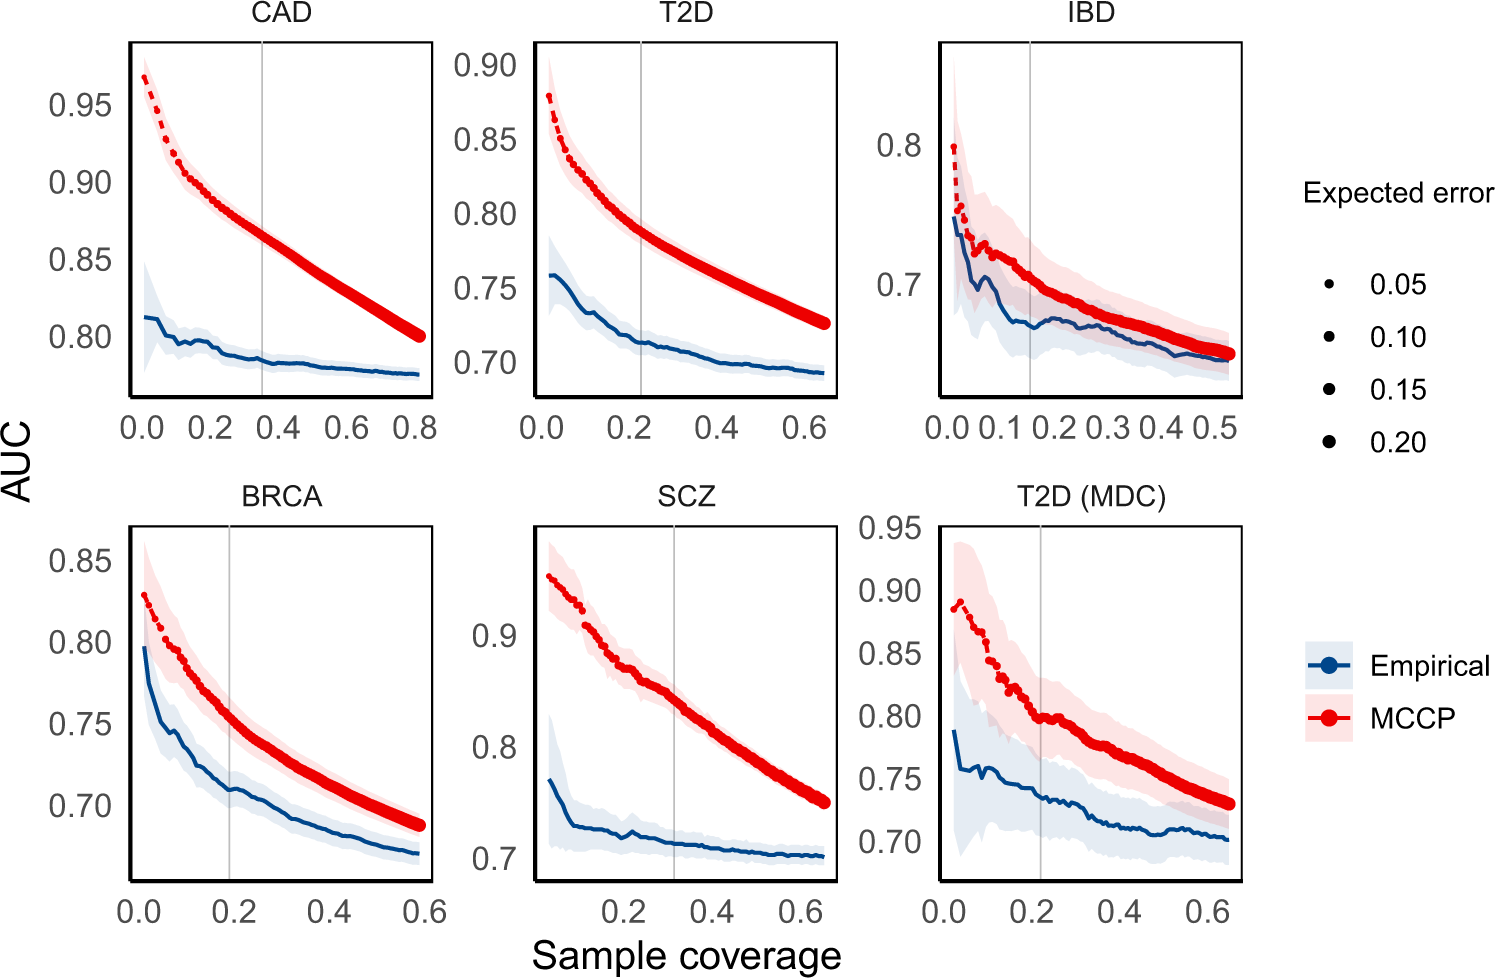 CAD
T2D
IBD
0.95
0.90
0.85
0.80
0.90
0.85
0.80
0.75
0.70
0.8
0.7
0.0 0.2 0.4 0.6 0.8
0.0 0.2 0.4 0.6
0.0 0.1 0.2 0.3 0.4 0.5
AUC
BRCA
SCZ
T2D (MDC)
0.85
0.80
0.75
0.70
0.9
0.8
0.7
0.95
0.90
0.85
0.80
0.75
0.70
0.0 0.2 0.4 0.6
0.2 0.4 0.6
0.0 0.2 0.4 0.6
Sample coverage
Expected error
0.05
0.10
0.15
0.20
Empirical
MCCP